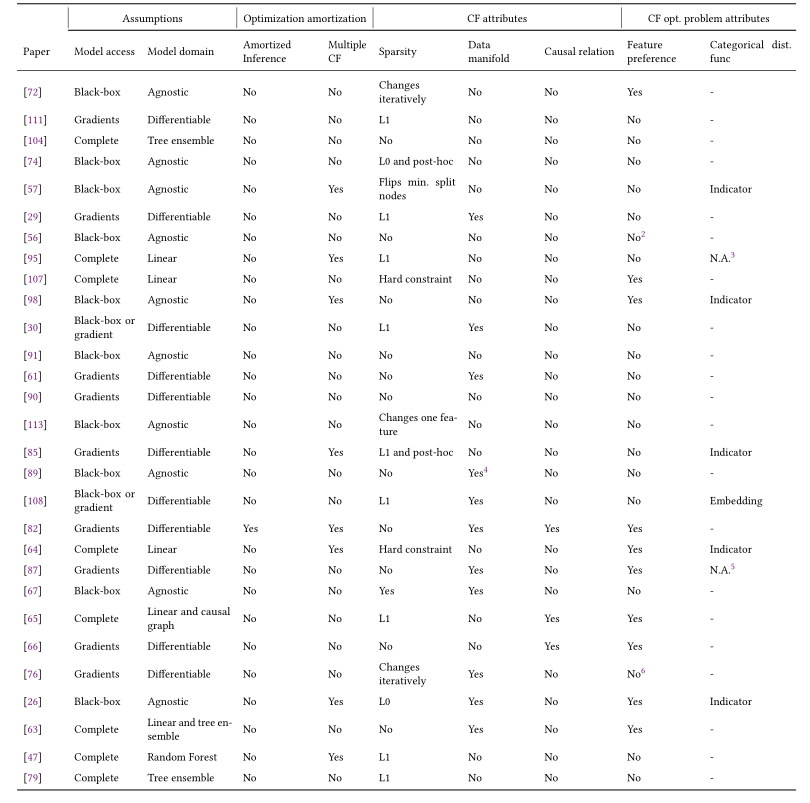 Assumptions Optimization amortization CF attributes CF opt. problem attributes
Paper Model access Model domain Amortized Inference Multiple CF Sparsity Data manifold Causal relation Feature preference Categorical dist. func
[72] Black-box Agnostic No No Changes iteratively No No Yes -
[111] Gradients Differentiable No No L1 No No No -
[104] Complete Tree ensemble No No No No No No -
[74] Black-box Agnostic No No L0 and post-hoc No No No -
[57] Black-box Agnostic No Yes Flips min. split nodes No No No Indicator
[29] Gradients Differentiable No No L1 Yes No No -
[56] Black-box Agnostic No No No No No No2 -
[95] Complete Linear No Yes L1 No No No N.A.3
[107] Complete Linear No No Hard constraint No No Yes -
[98] Black-box Agnostic No Yes No No No Yes Indicator
[30] Black-box or gradient Differentiable No No L1 Yes No No -
[91] Black-box Agnostic No No No No No No -
[61] Gradients Differentiable No No No Yes No No -
[90] Gradients Differentiable No No No No No No -
[113] Black-box Agnostic No No Changes one fea- ture No No No -
[85] Gradients Differentiable No Yes L1 and post-hoc No No No Indicator
[89] Black-box Agnostic No No No Yes4 No No -
[108] Black-box or gradient Differentiable No No L1 Yes No No Embedding
[82] Gradients Differentiable Yes Yes No Yes Yes Yes -
[64] Complete Linear No Yes Hard constraint No No Yes Indicator
[87] Gradients Differentiable No No No Yes No Yes N.A.5
[67] Black-box Agnostic No No Yes Yes No No -
[65] Complete Linear and causal graph No No L1 No Yes Yes -
[66] Gradients Differentiable No No No No Yes Yes -
[76] Gradients Differentiable No No Changes iteratively Yes No No6 -
[26] Black-box Agnostic No Yes L0 Yes No Yes Indicator
[63] Complete Linear and tree en- semble No No No Yes No Yes -
[47] Complete Random Forest No Yes L1 No No No -
[79] Complete Tree ensemble No No L1 No No No -